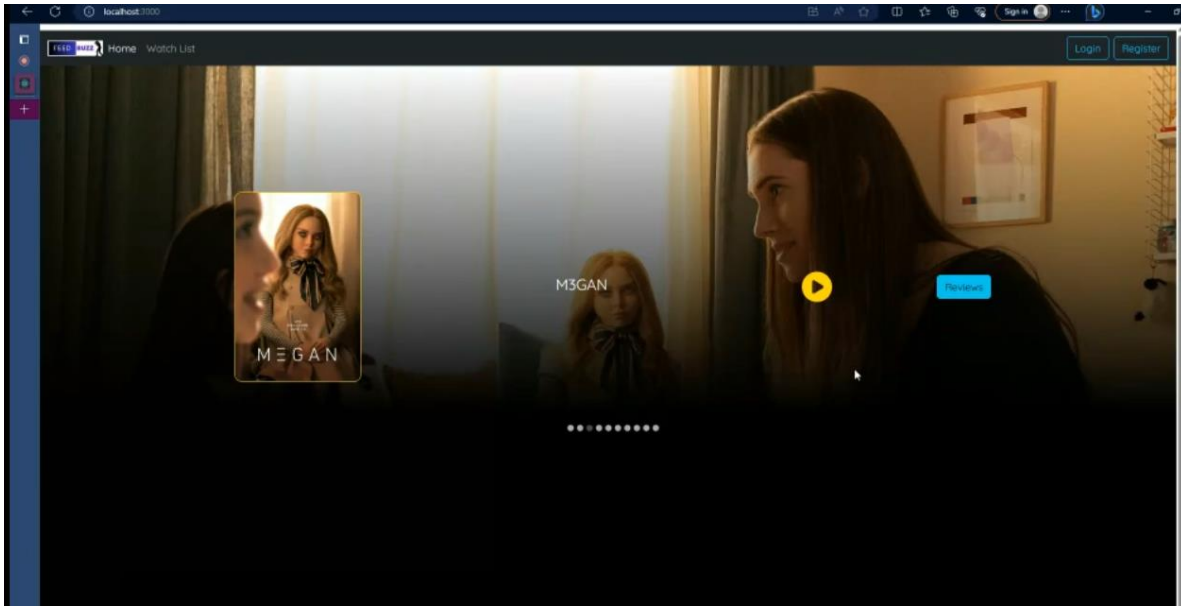 localhost:3000
Sign in
FEED BUZZ Home Watch List
Login Register
M3GAN
Reviews
MEGAN